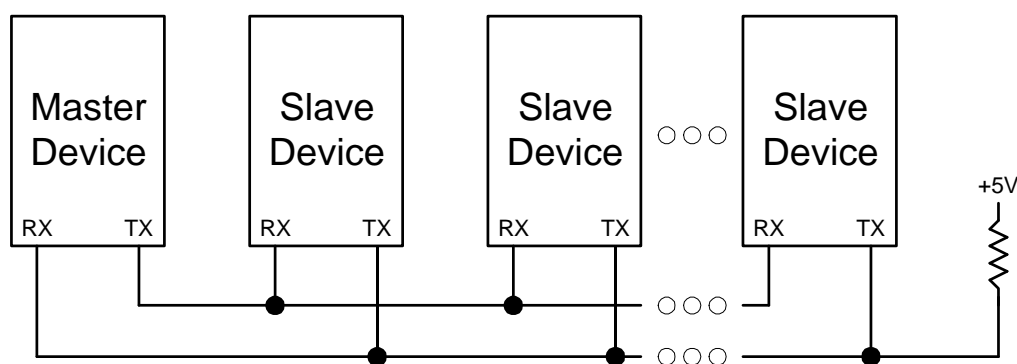 Master
Device
Slave
Device
Slave
Device
Slave
Device
RX TX
RX TX
RX TX
RX TX
+5V